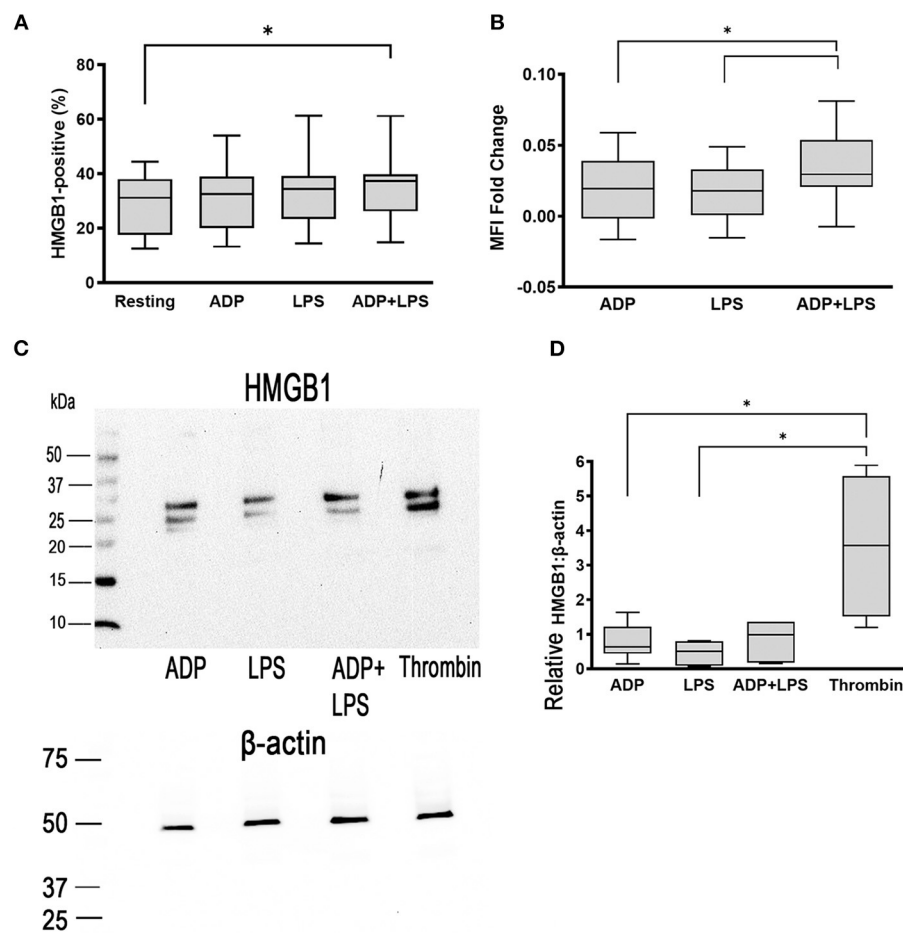 A
*
HMGB1-positive (%)
80
60
40
20
0
Resting ADP LPS ADP+LPS
B
*
MFI Fold Change
0.10
0.05
0.00
-0.05
ADP LPS ADP+LPS
C
HMGB1
kDa
50
37
25
20
15
10
ADP LPS ADP+ Thrombin
LPS
β-actin
75
50
37
25
D
*
*
Relative HMGB1:β-actin
6
5
4
3
2
1
0
ADP LPS ADP+LPS Thrombin